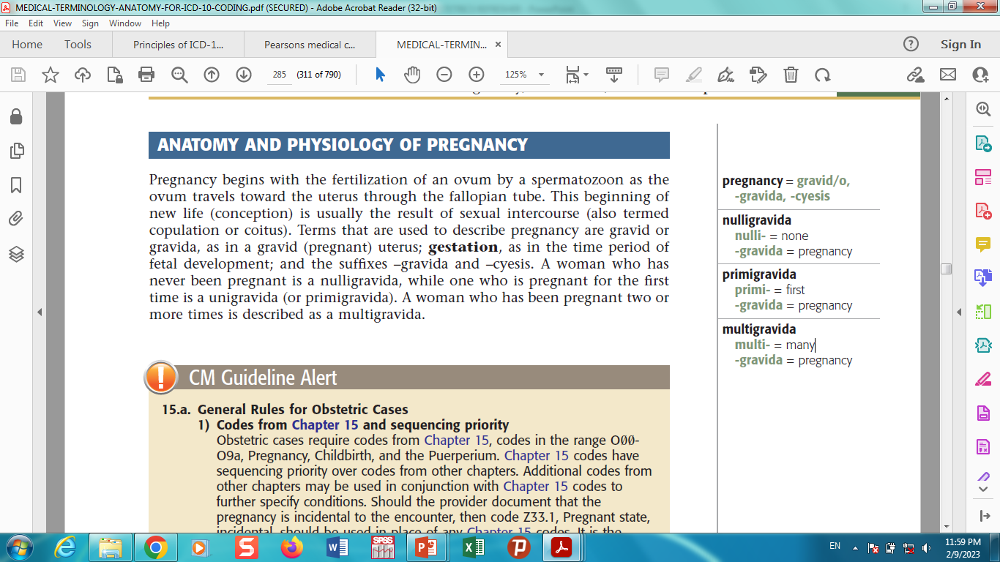 MEDICAL-TERMINOLOGY-ANATOMY-FOR-ICD-10-CODING.pdf (SECURED) - Adobe Acrobat Reader (32-bit)
File Edit View Sign Window Help
Home Tools Principles of ICD-1... Pearsons medical c... MEDICAL-TERMIN... × ? Sign In
285 (311 of 790) 125%
ANATOMY AND PHYSIOLOGY OF PREGNANCY
Pregnancy begins with the fertilization of an ovum by a spermatozoon as the
ovum travels toward the uterus through the fallopian tube. This beginning of
new life (conception) is usually the result of sexual intercourse (also termed
copulation or coitus). Terms that are used to describe pregnancy are gravid or
gravida, as in a gravid (pregnant) uterus; gestation, as in the time period of
fetal development; and the suffixes –gravida and –cyesis. A woman who has
never been pregnant is a nulligravida, while one who is pregnant for the first
time is a unigravida (or primigravida). A woman who has been pregnant two or
more times is described as a multigravida.
pregnancy = gravid/o,
-gravida, -cyesis
nulligravida
nulli- = none
-gravida = pregnancy
primigravida
primi- = first
-gravida = pregnancy
multigravida
multi- = many
-gravida = pregnancy
! CM Guideline Alert
15.a. General Rules for Obstetric Cases
1) Codes from Chapter 15 and sequencing priority
Obstetric cases require codes from Chapter 15, codes in the range O00-
O9a, Pregnancy, Childbirth, and the Puerperium. Chapter 15 codes have
sequencing priority over codes from other chapters. Additional codes from
other chapters may be used in conjunction with Chapter 15 codes to
further specify conditions. Should the provider document that the
pregnancy is incidental to the encounter, then code Z33.1, Pregnant state,
incidental, should be used in place of any Chapter 15 codes. It is the
EN 11:59 PM
2/9/2023